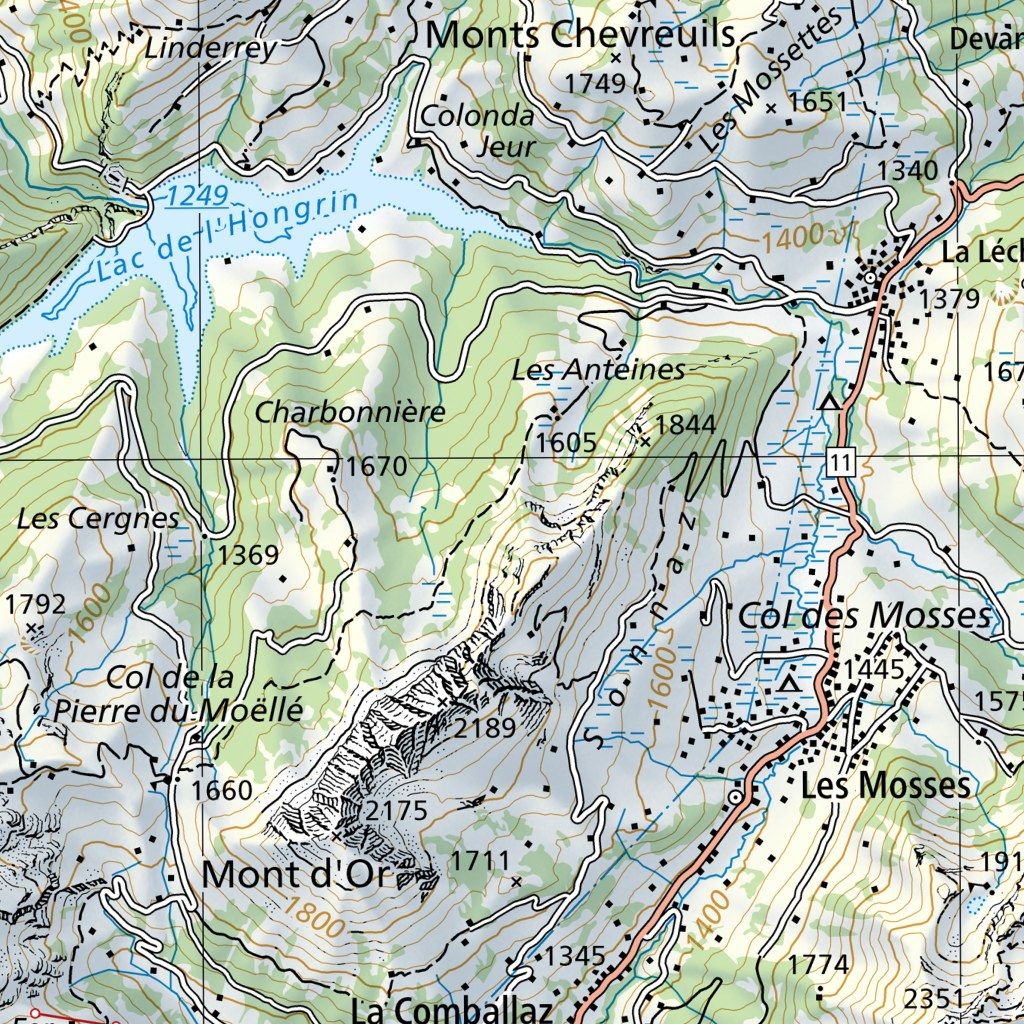 1400
Linderrey
Monts Chevreuils
Les Mossettes
1749
1651
Colonda
Jeur
1340
1249
Lac de l'Hongrin
1400
La Léch
1379
Les Anteines
167
Charbonnière
1605
1844
1670
11
Les Cergnes
1369
1792
1600
Sonnaz
1600
Col des Mosses
1445
Col de la
Pierre du Moëllé
2189
157
1660
Les Mosses
2175
Mont d'Or
1711
191
1800
1400
1345
1774
2351
La Comballaz